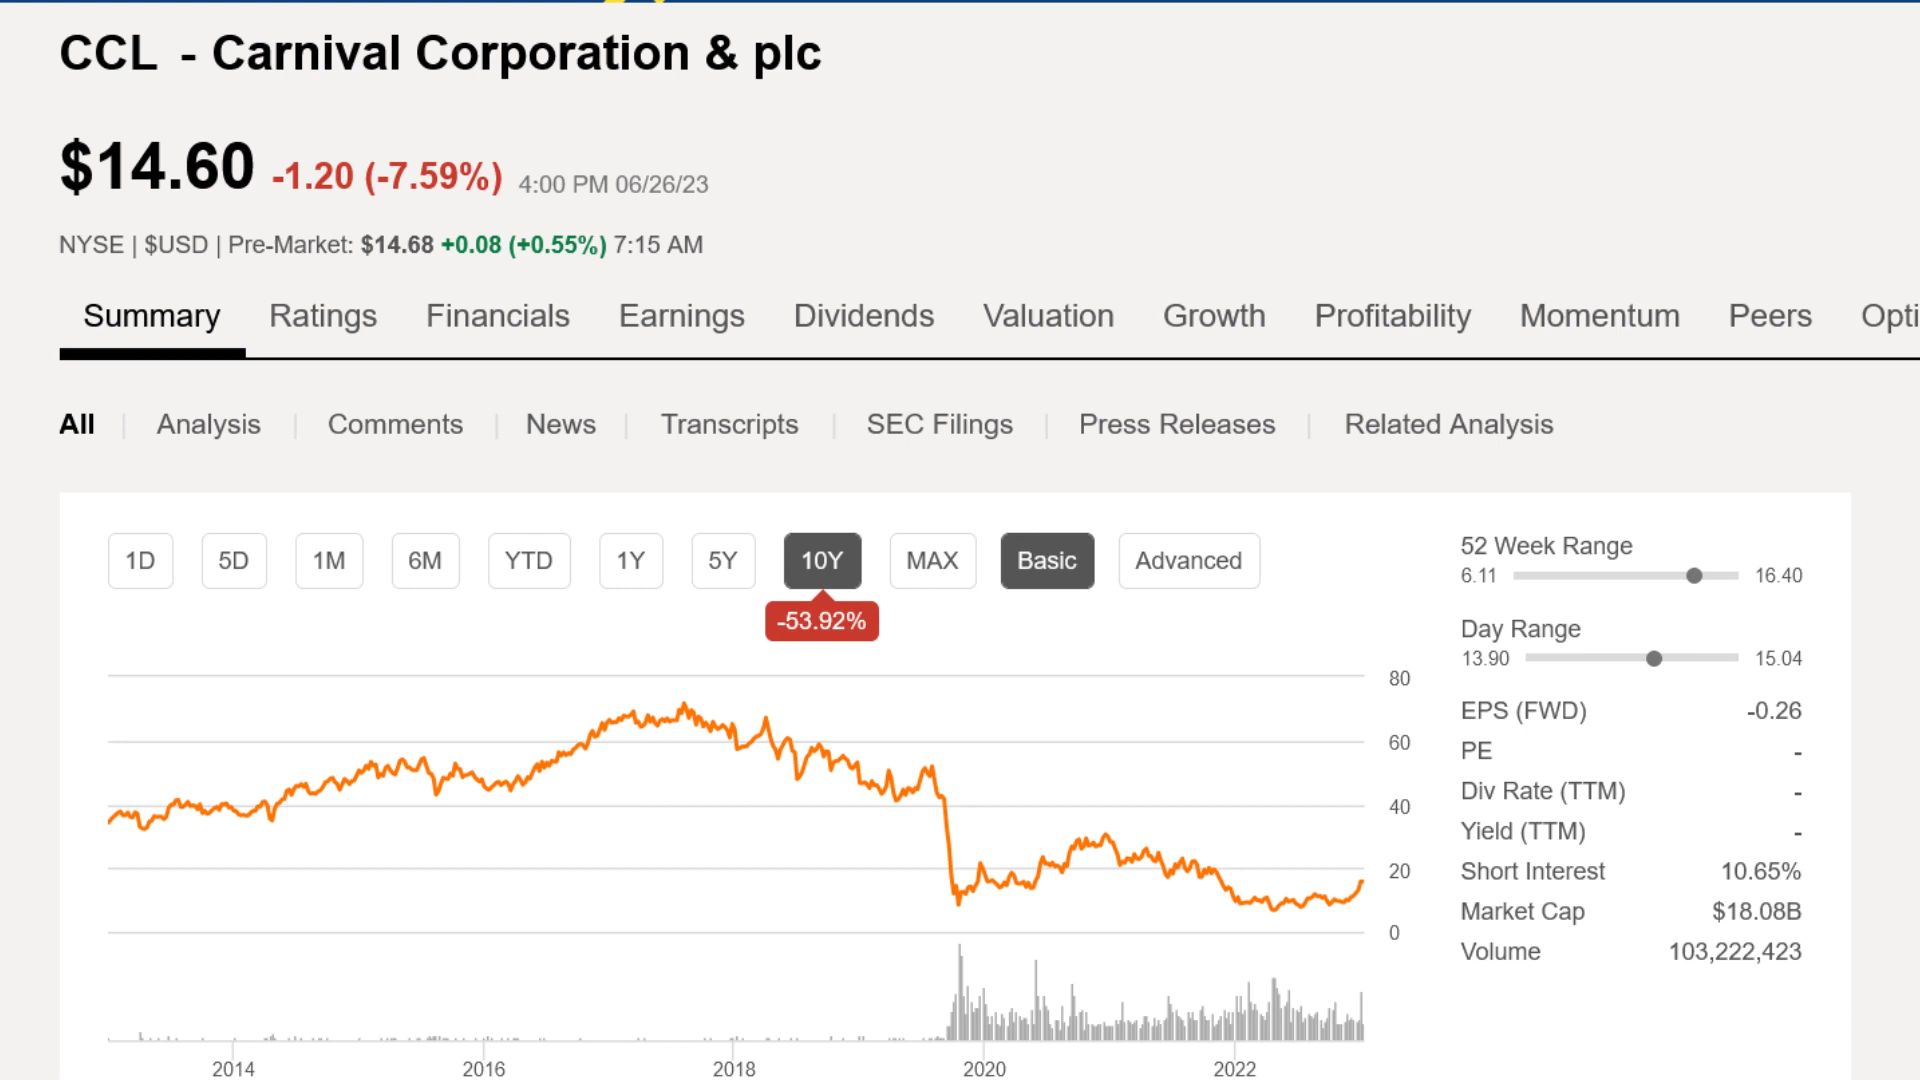 CCL - Carnival Corporation & plc
$14.60 -1.20 (-7.59%) 4:00 PM 06/26/23
NYSE | $USD | Pre-Market: $14.68 +0.08 (+0.55%) 7:15 AM
Summary Ratings Financials Earnings Dividends Valuation Growth Profitability Momentum Peers Opti
All | Analysis | Comments | News | Transcripts | SEC Filings | Press Releases | Related Analysis
1D 5D 1M 6M YTD 1Y 5Y 10Y MAX Basic Advanced
-53.92%
80
60
40
20
0
2014 2016 2018 2020 2022
52 Week Range
6.11 16.40
Day Range
13.90 15.04
EPS (FWD) -0.26
PE -
Div Rate (TTM) -
Yield (TTM) -
Short Interest 10.65%
Market Cap $18.08B
Volume 103,222,423